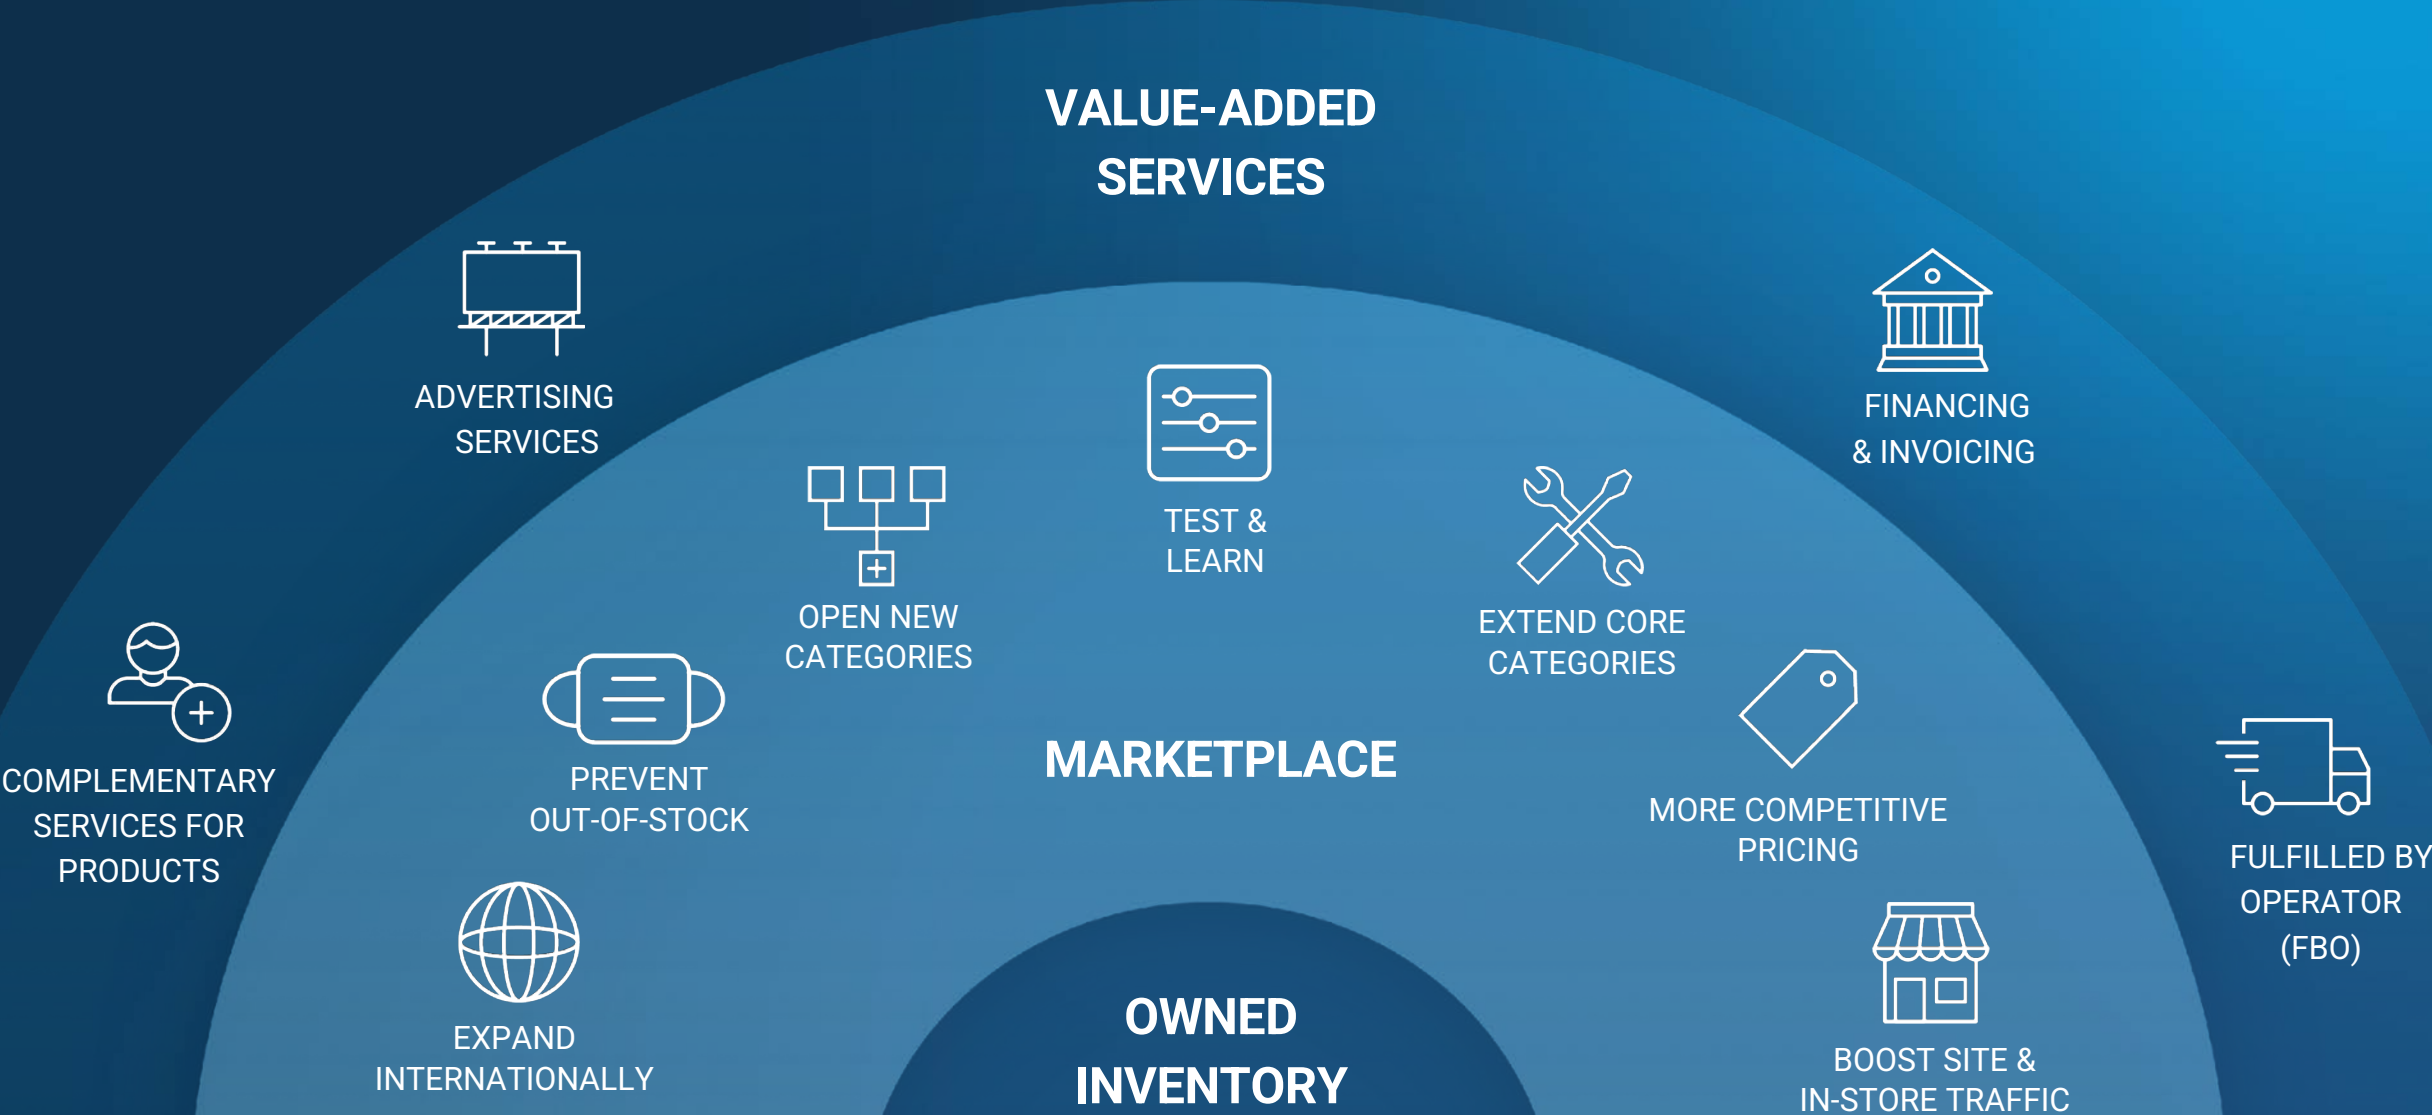 VALUE-ADDED
SERVICES
ADVERTISING
SERVICES
FINANCING
& INVOICING
TEST &
LEARN
OPEN NEW
CATEGORIES
EXTEND CORE
CATEGORIES
COMPLEMENTARY
SERVICES FOR
PRODUCTS
PREVENT
OUT-OF-STOCK
MARKETPLACE
MORE COMPETITIVE
PRICING
FULFILLED BY
OPERATOR
(FBO)
EXPAND
INTERNATIONALLY
OWNED
INVENTORY
BOOST SITE &
IN-STORE TRAFFIC